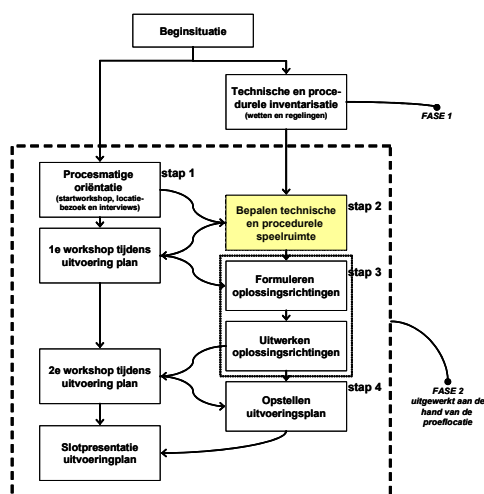 Beginsituatie
Technische en proce-
durele inventarisatie
(wetten en regelingen)
FASE 1
Procesmatige
oriëntatie
(startworkshop, locatie-
bezoek en interviews)
stap 1
Bepalen technische
en procedurele
speelruimte
stap 2
1e workshop tijdens
uitvoering plan
Formuleren
oplossingsrichtingen
stap 3
Uitwerken
oplossingsrichtingen
2e workshop tijdens
uitvoering plan
Opstellen
uitvoeringsplan
stap 4
FASE 2
uitgewerkt aan de
hand van de
proeflocatie
Slotpresentatie
uitvoeringplan